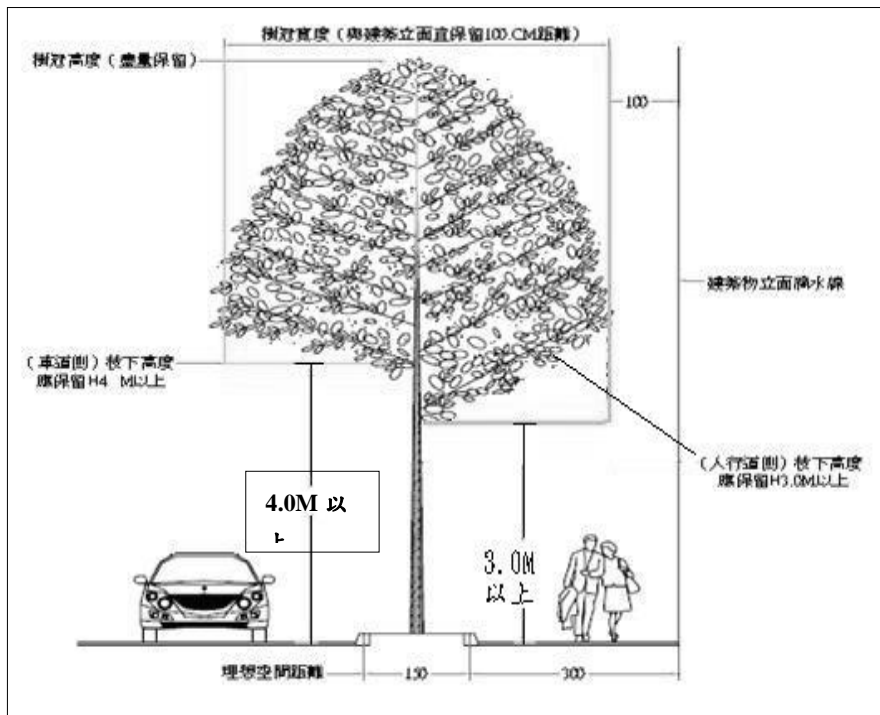 樹冠寬度（與建築立面宜保留100.CM距離）
樹冠高度（盡量保留）
100
建築物立面滴水線
（車道側）枝下高度
應保留H4 M以上
（人行道側）枝下高度
應保留H3.0M以上
4.0M 以
上
3.0M
以上
理想空間距離
150
300